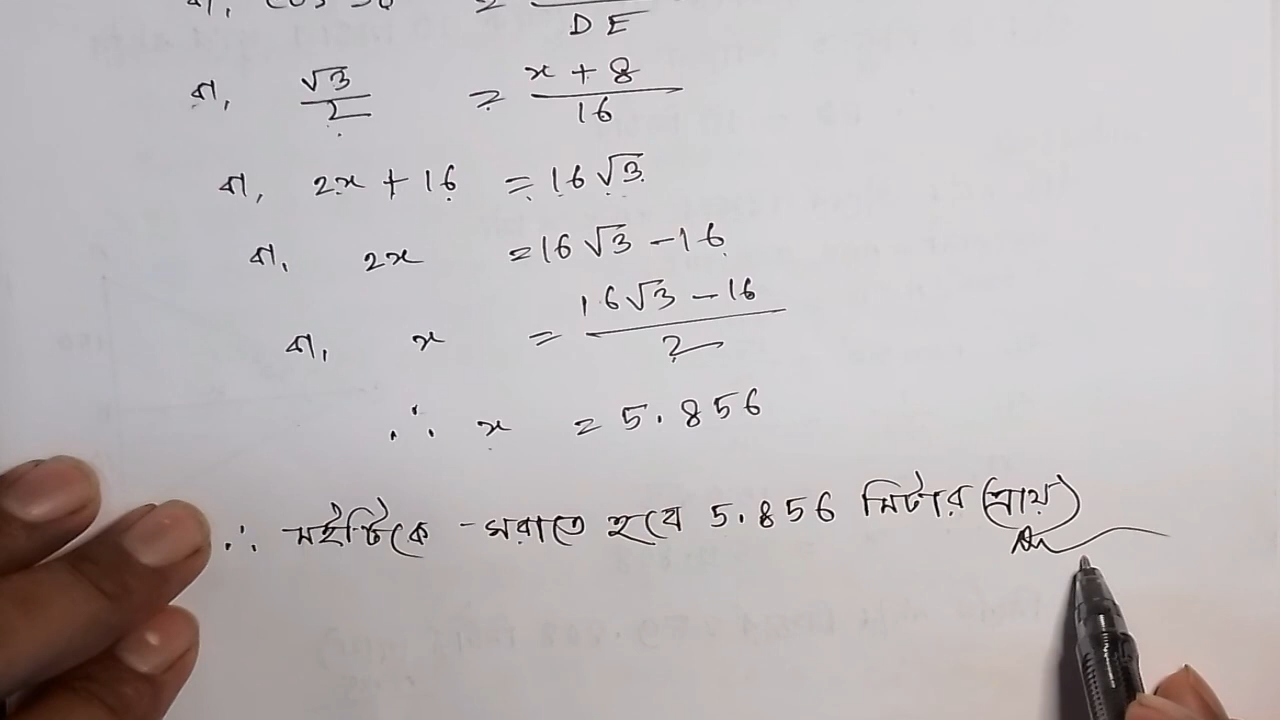 DE
বা, √3/2 = x + 8/16
বা, 2x + 16 = 16√3
বা, 2x = 16√3 - 16
বা, x = 16√3 - 16/2
∴ x = 5.856
∴ মইটিকে সরাতে হবে 5.856 মিটার (প্রায়)